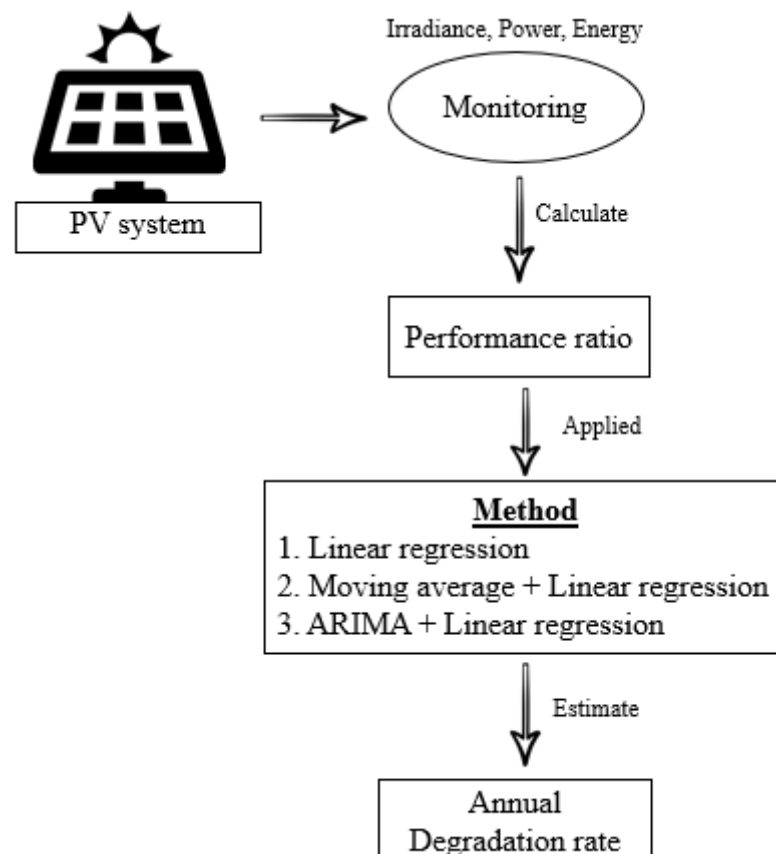 Irradiance, Power, Energy
Monitoring
PV system
Calculate
Performance ratio
Applied
Method
1. Linear regression
2. Moving average + Linear regression
3. ARIMA + Linear regression
Estimate
Annual
Degradation rate